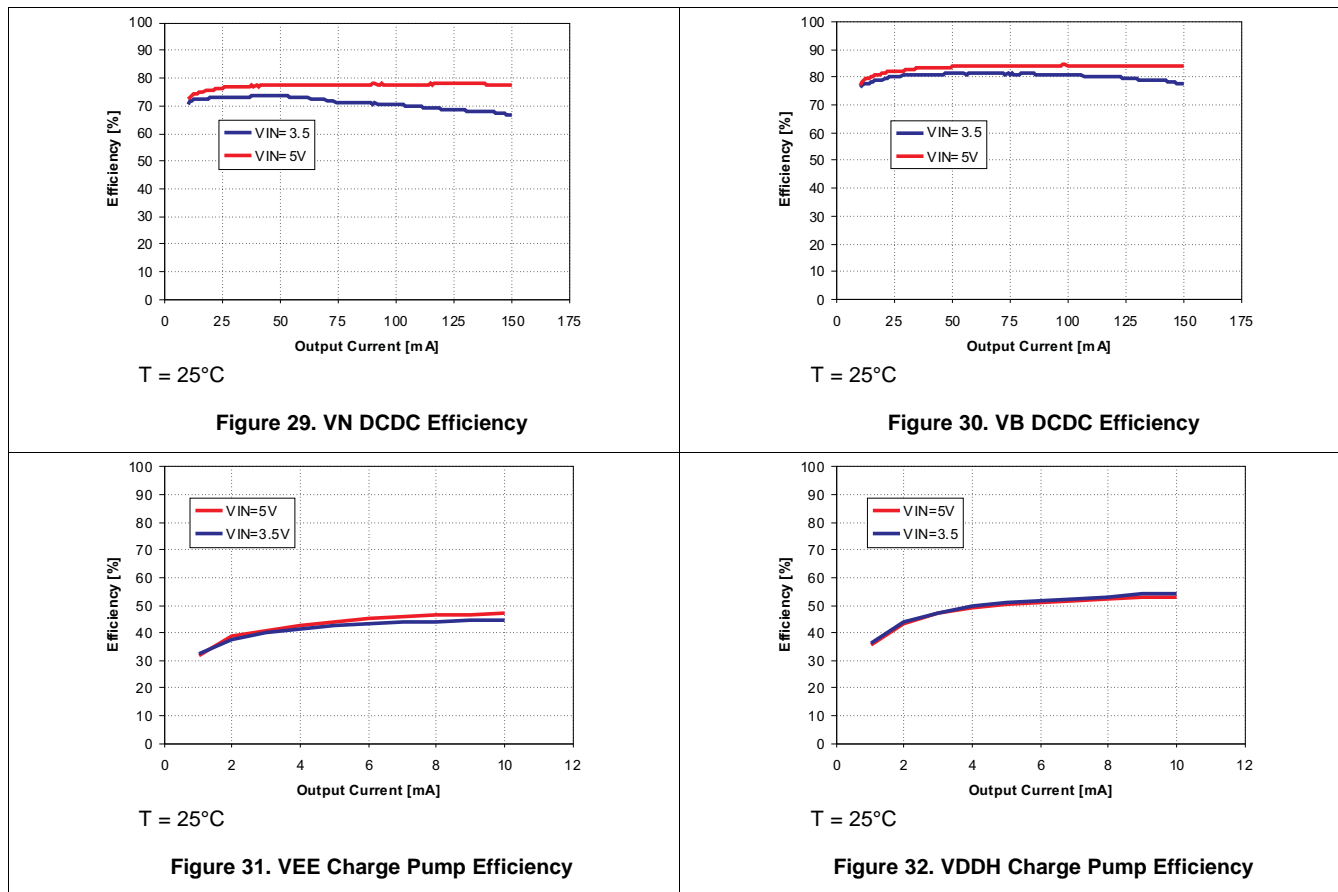 100
90
80
70
60
50
40
30
20
10
0
Efficiency [%]
VIN=3.5
VIN=5V
0 25 50 75 100 125 150 175
Output Current [mA]
T = 25°C
Figure 29. VN DCDC Efficiency
100
90
80
70
60
50
40
30
20
10
0
Efficiency [%]
VIN=3.5
VIN=5V
0 25 50 75 100 125 150 175
Output Current [mA]
T = 25°C
Figure 30. VB DCDC Efficiency
100
90
80
70
60
50
40
30
20
10
0
Efficiency [%]
VIN=5V
VIN=3.5V
0 2 4 6 8 10 12
Output Current [mA]
T = 25°C
Figure 31. VEE Charge Pump Efficiency
100
90
80
70
60
50
40
30
20
10
0
Efficiency [%]
VIN=5V
VIN=3.5
0 2 4 6 8 10 12
Output Current [mA]
T = 25°C
Figure 32. VDDH Charge Pump Efficiency